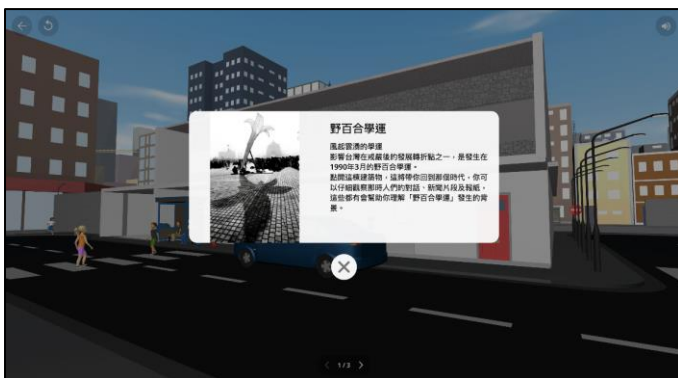 野百合學運
風起雲湧的學運
影響台灣在戒嚴後的發展轉折點之一，是發生在
1990年3月的野百合學運。
點開這棟建築物，這將帶你回到那個時代，你可
以仔細觀察那時人們的對話、新聞片段及報紙，
這些都有會幫助你理解「野百合學運」發生的背
景。
1/3